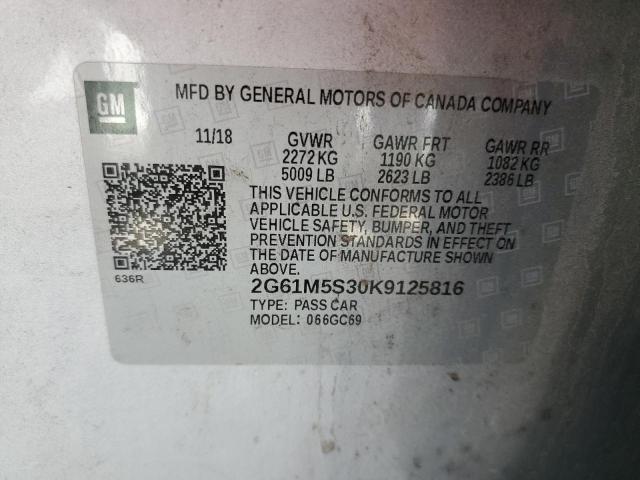 GM
MFD BY GENERAL MOTORS OF CANADA COMPANY
11/18 GVWR GAWR FRT GAWR RR
2272 KG 1190 KG 1082 KG
5009 LB 2623 LB 2386 LB
THIS VEHICLE CONFORMS TO ALL
APPLICABLE U.S. FEDERAL MOTOR
VEHICLE SAFETY, BUMPER, AND THEFT
PREVENTION STANDARDS IN EFFECT ON
THE DATE OF MANUFACTURE SHOWN
ABOVE.
636R
2G61M5S30K9125816
TYPE: PASS CAR
MODEL: 066GC69